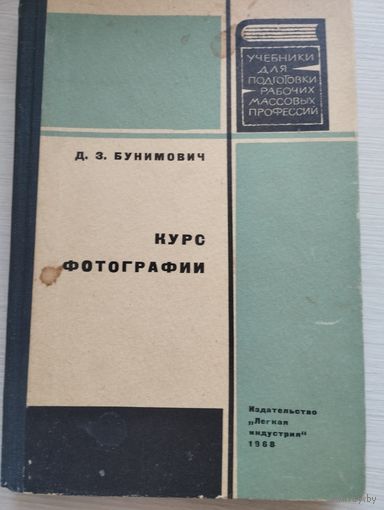 УЧЕБНИКИ
ДЛЯ
ПОДГОТОВКИ
РАБОЧИХ
МАССОВЫХ
ПРОФЕССИЙ
Д. З. БУНИМОВИЧ
КУРС
ФОТОГРАФИИ
Издательство
„Легкая
индустрия"
1968